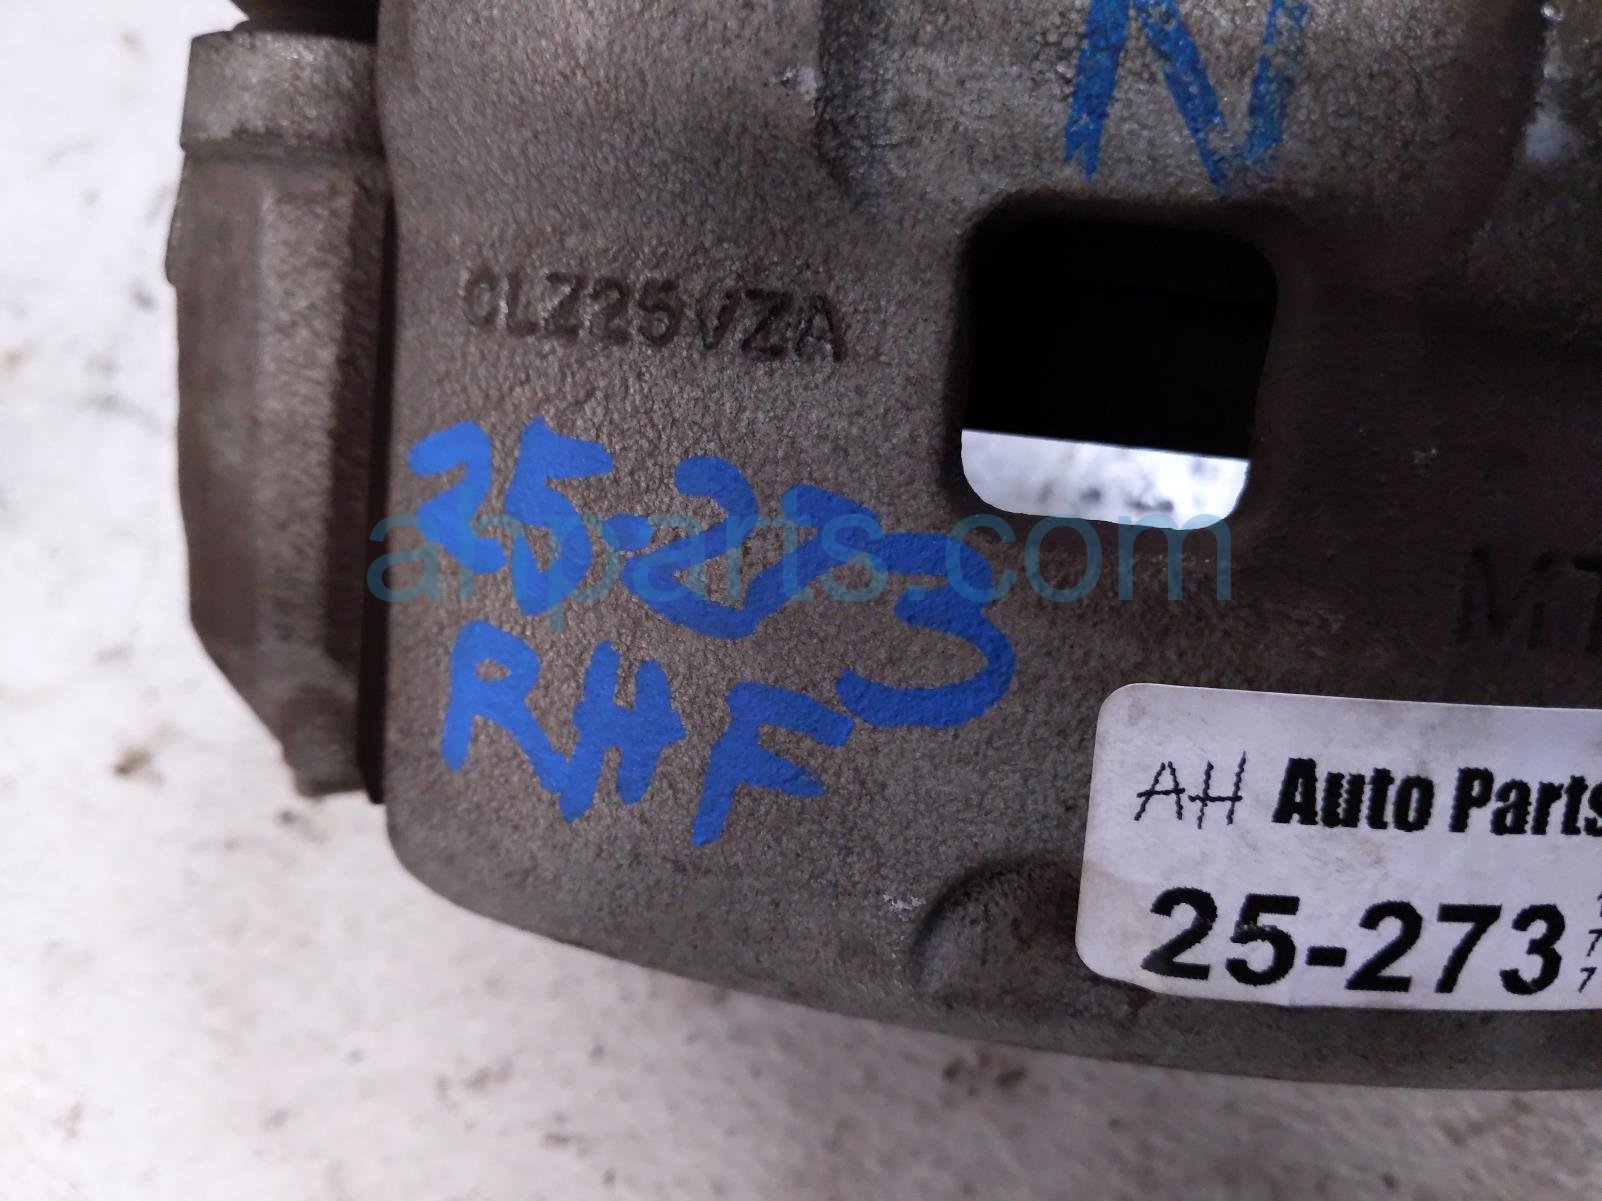 N
CLZ25VZA
25-273
ahparts.com
RHF
AH Auto Parts
25-273